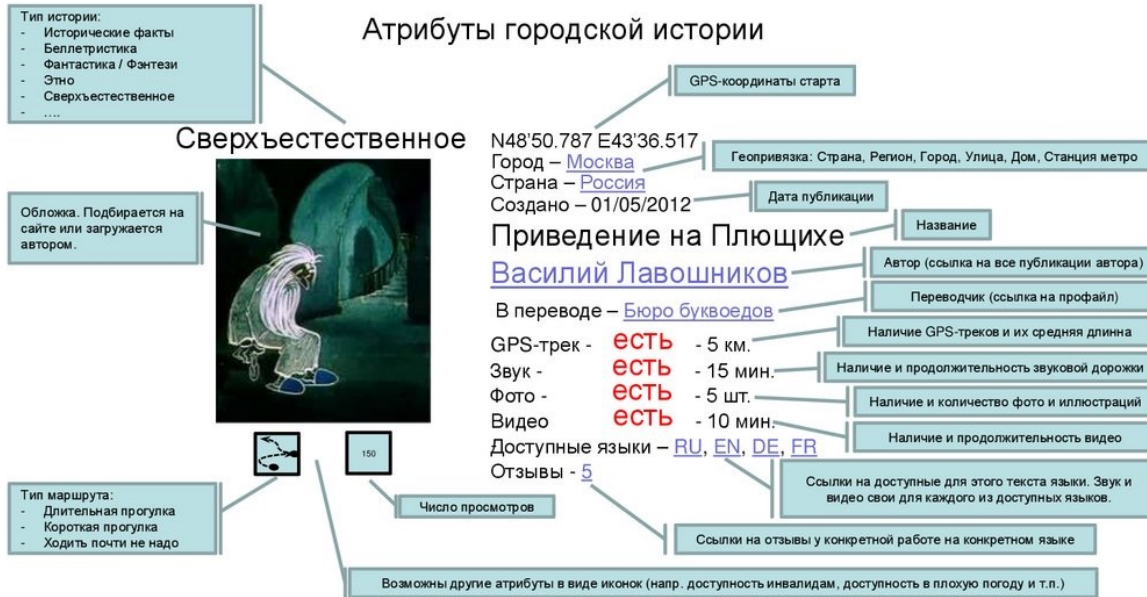 Атрибуты городской истории
Тип истории:
- Исторические факты
- Беллетристика
- Фантастика / Фэнтези
- Этно
- Сверхъестественное
- ….
GPS-координаты старта
Сверхъестественное
N48'50.787 E43'36.517
Город – Москва
Страна – Россия
Создано – 01/05/2012
Геопривязка: Страна, Регион, Город, Улица, Дом, Станция метро
Дата публикации
Обложка. Подбирается на
сайте или загружается
автором.
Приведение на Плющихе
Название
Василий Лавошников
Автор (ссылка на все публикации автора)
В переводе – Бюро буквоедов
Переводчик (ссылка на профайл)
GPS-трек - есть - 5 км.
Наличие GPS-треков и их средняя длинна
Звук - есть - 15 мин.
Наличие и продолжительность звуковой дорожки
Фото - есть - 5 шт.
Наличие и количество фото и иллюстраций
Видео есть - 10 мин.
Наличие и продолжительность видео
Доступные языки – RU, EN, DE, FR
Отзывы - 5
150
Ссылки на доступные для этого текста языки. Звук и
видео свои для каждого из доступных языков.
Тип маршрута:
- Длительная прогулка
- Короткая прогулка
- Ходить почти не надо
Число просмотров
Ссылки на отзывы у конкретной работе на конкретном языке
Возможны другие атрибуты в виде иконок (напр. доступность инвалидам, доступность в плохую погоду и т.п.)